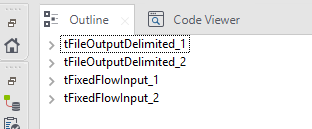 Outline
Code Viewer
tFileOutputDelimited_1
tFileOutputDelimited_2
tFixedFlowInput_1
tFixedFlowInput_2